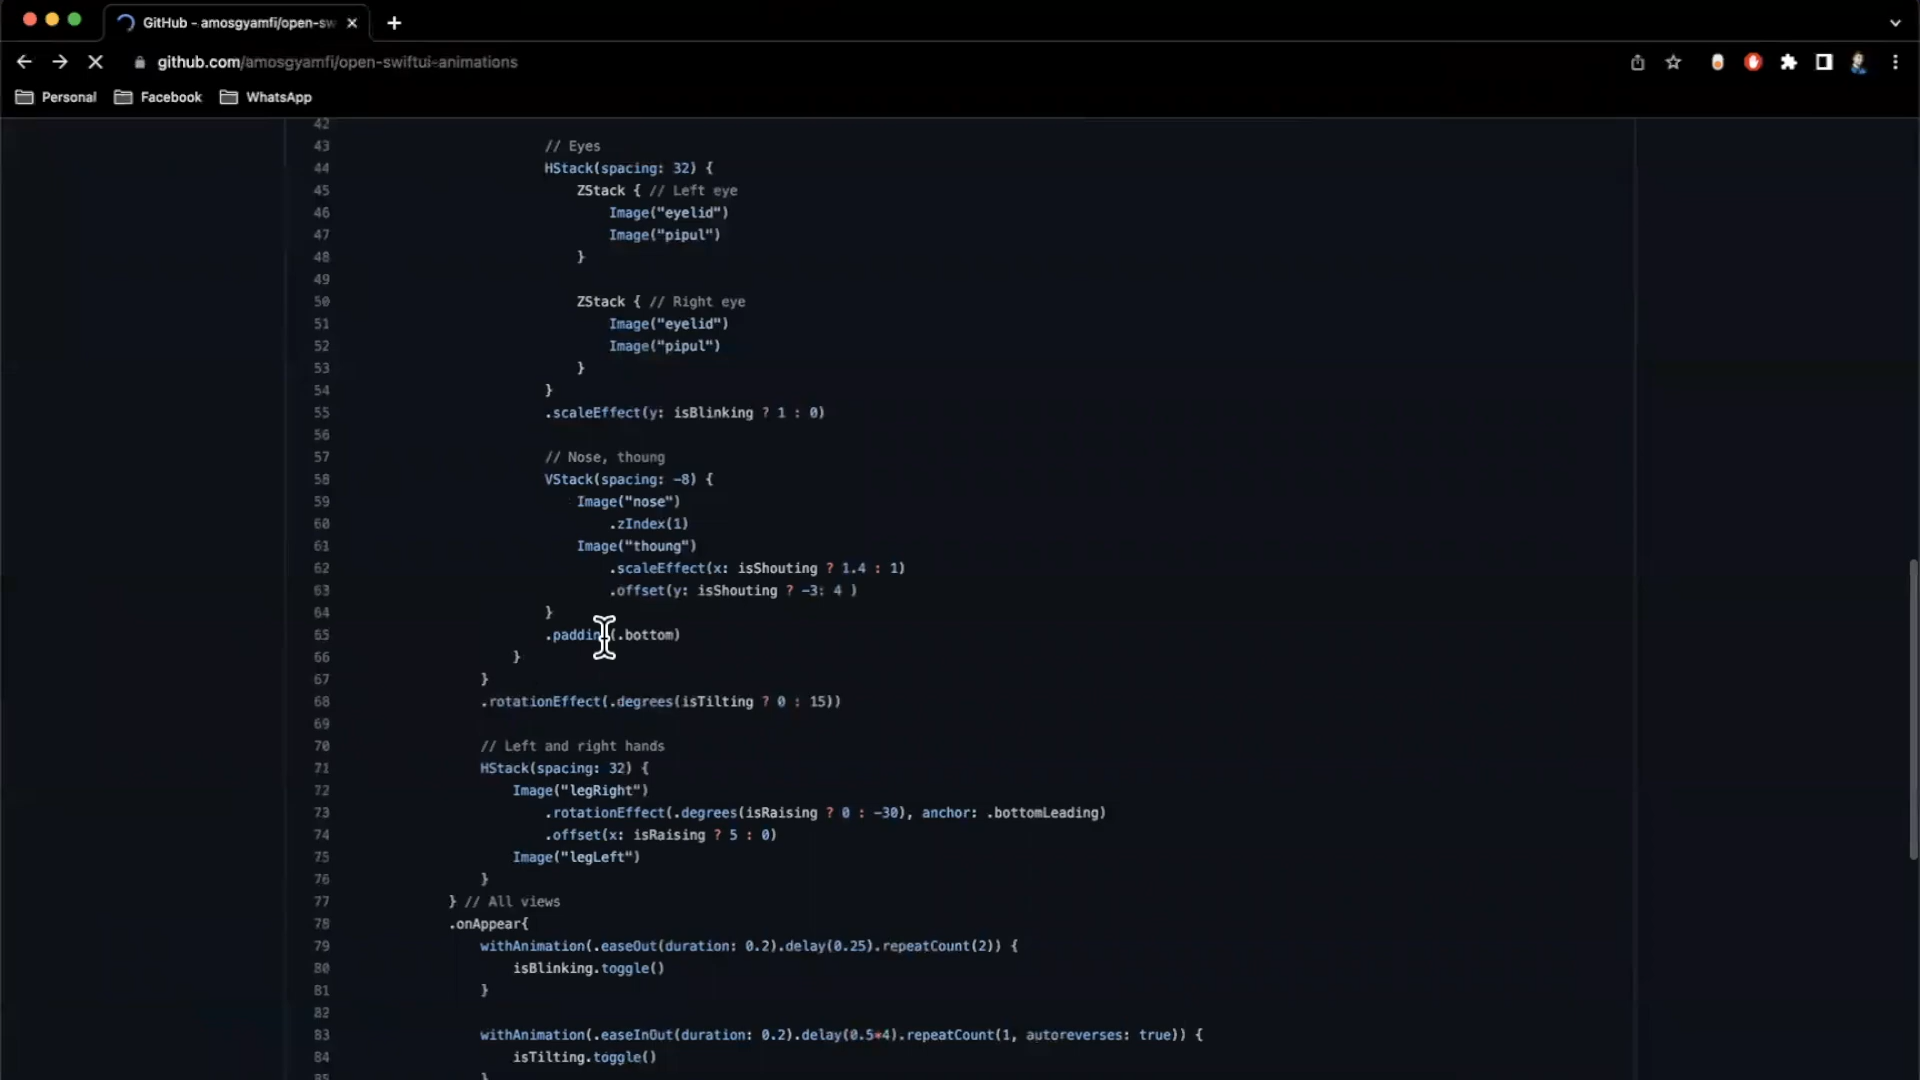 GitHub - amosgyamfi/open-sw
github.com/amosgyamfi/open-swiftui-animations
Personal Facebook WhatsApp
42
43 // Eyes
44 HStack(spacing: 32) {
45 ZStack { // Left eye
46 Image("eyelid")
47 Image("pipul")
48 }
49
50 ZStack { // Right eye
51 Image("eyelid")
52 Image("pipul")
53 }
54 }
55 .scaleEffect(y: isBlinking ? 1 : 0)
56
57 // Nose, thoung
58 VStack(spacing: -8) {
59 Image("nose")
60 .zIndex(1)
61 Image("thoung")
62 .scaleEffect(x: isShouting ? 1.4 : 1)
63 .offset(y: isShouting ? -3: 4 )
64 }
65 .padding(.bottom)
66 }
67 }
68 .rotationEffect(.degrees(isTilting ? 0 : 15))
69
70 // Left and right hands
71 HStack(spacing: 32) {
72 Image("legRight")
73 .rotationEffect(.degrees(isRaising ? 0 : -30), anchor: .bottomLeading)
74 .offset(x: isRaising ? 5 : 0)
75 Image("legLeft")
76 }
77 } // All views
78 .onAppear{
79 withAnimation(.easeOut(duration: 0.2).delay(0.25).repeatCount(2)) {
80 isBlinking.toggle()
81 }
82
83 withAnimation(.easeInOut(duration: 0.2).delay(0.5*4).repeatCount(1, autoreverses: true)) {
84 isTilting.toggle()
85 }